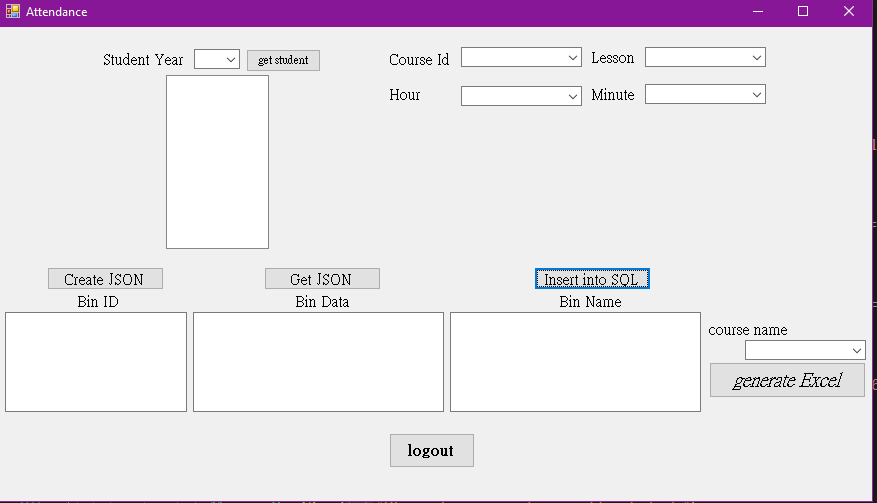 Attendance
Student Year get student Course Id Lesson
Hour Minute
Create JSON Get JSON Insert into SQL
Bin ID Bin Data Bin Name
course name
generate Excel
logout